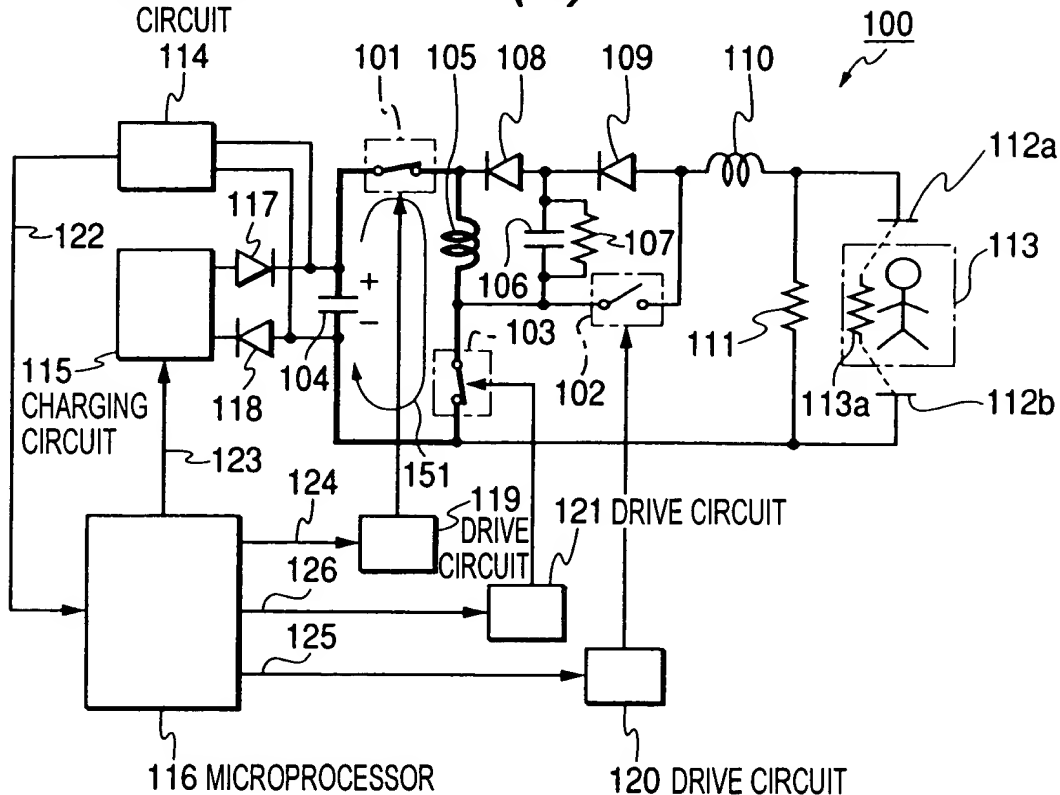 CIRCUIT
114
101
105
108
109
110
100
112a
117
122
106
107
113
+
−
103
104
102
111
113a
112b
115
CHARGING
CIRCUIT
118
123
151
124
119
DRIVE
CIRCUIT
121 DRIVE CIRCUIT
126
125
116 MICROPROCESSOR
120 DRIVE CIRCUIT